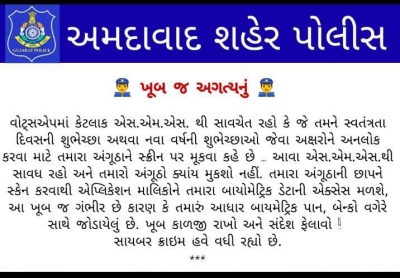 અમદાવાદ શહેર પોલીસ
GUJARAT POLICE
ખૂબ જ અગત્યનું
વોટ્સએપમાં કેટલાક એસ.એમ.એસ. થી સાવચેત રહો કે જે તમને સ્વતંત્રતા
દિવસની શુભેચ્છા અથવા નવા વર્ષની શુભેચ્છાઓ જેવા અક્ષરોને અનલોક
કરવા માટે તમારા અંગૂઠાને સ્ક્રીન પર મૂકવા કહે છે .. આવા એસ.એમ.એસ.થી
સાવધ રહો અને તમારો અંગૂઠો ક્યાંય મુકશો નહીં. તમારા અંગૂઠાની છાપને
સ્કેન કરવાથી એપ્લિકેશન માલિકોને તમારા બાયોમેટ્રિક ડેટાની એક્સેસ મળશે,
આ ખૂબ જ ગંભીર છે કારણ કે તમારું આધાર બાયમેટ્રિક પાન, બેન્કો વગેરે
સાથે જોડાયેલું છે. ખૂબ કાળજી રાખો અને સંદેશ ફેલાવો !
સાયબર ક્રાઇમ હવે વધી રહ્યો છે.
***